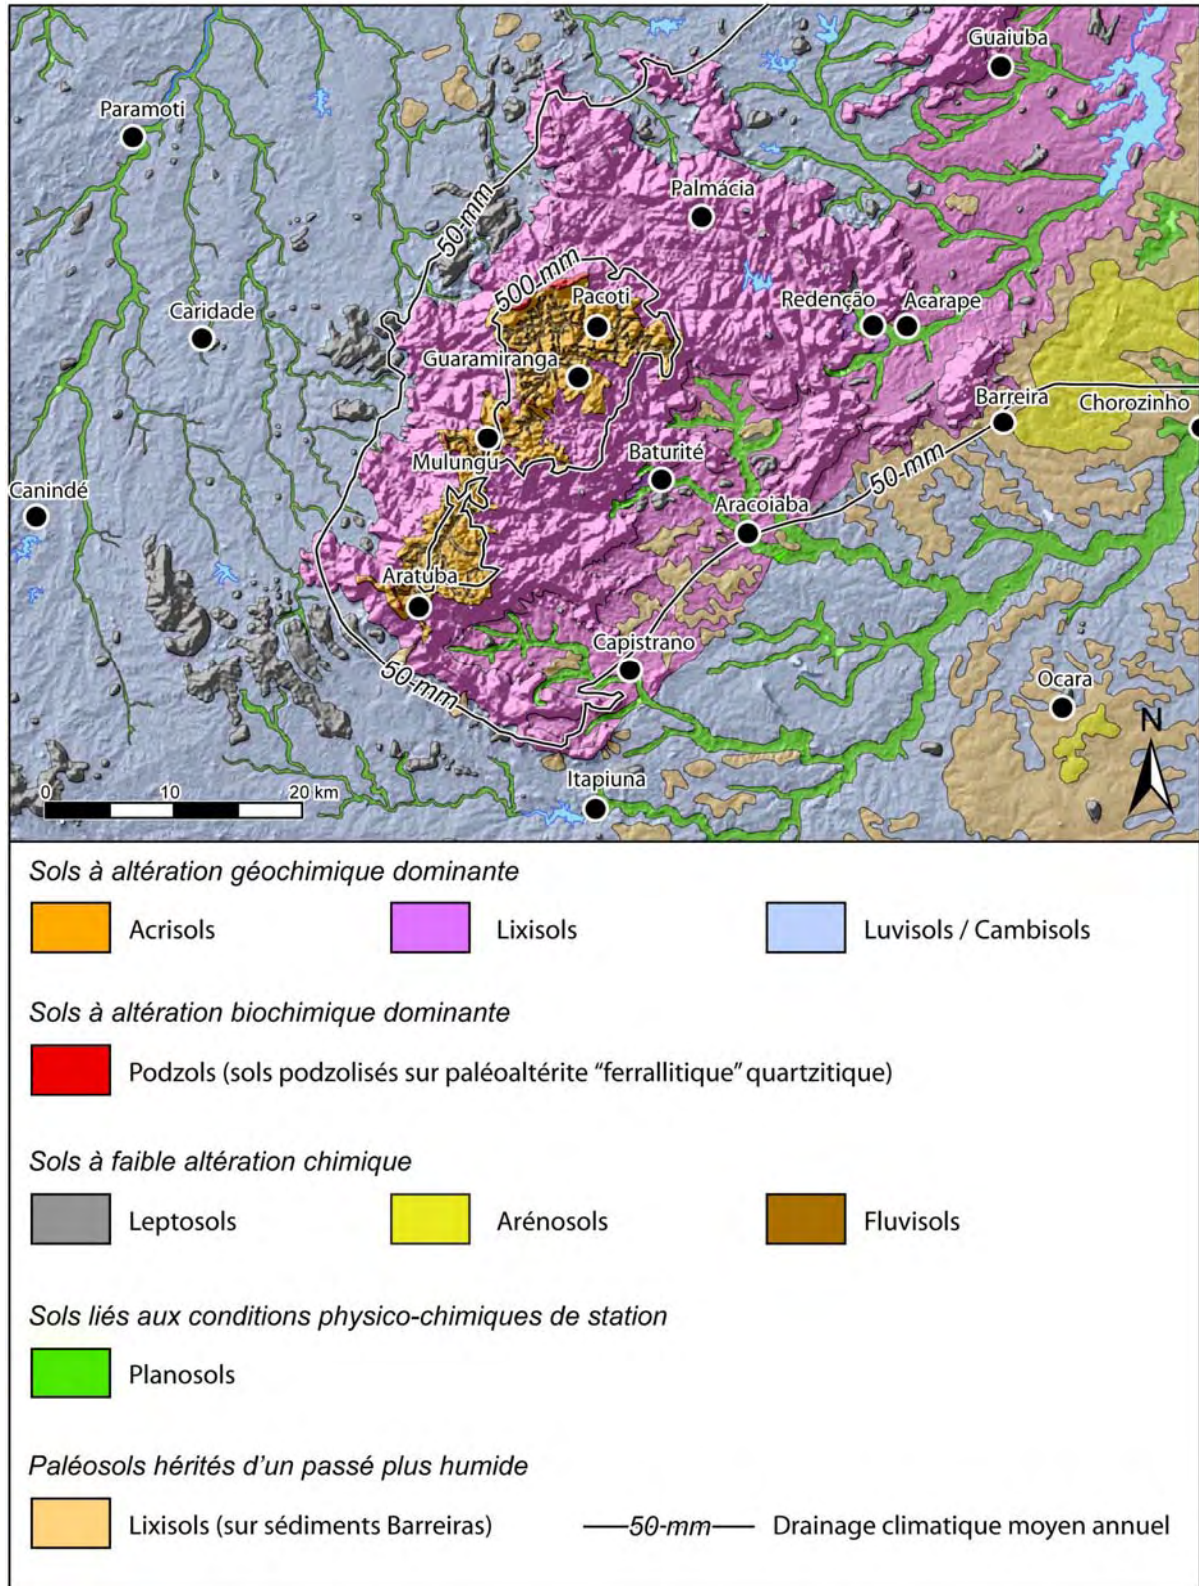 Guaiuba
Paramoti
Palmácia
50-mm
500-mm
Pacoti
Redenção
Acarape
Caridade
Guaramiranga
Barreira
Chorozinho
Mulungu
Baturité
50-mm
Canindé
Aracoiaba
Aratuba
Capistrano
50-mm
Ocara
N
Itapiuna
0 10 20 km
Sols à altération géochimique dominante
Acrisols Lixisols Luvisols / Cambisols
Sols à altération biochimique dominante
Podzols (sols podzolisés sur paléoaltérite “ferrallitique” quartzitique)
Sols à faible altération chimique
Leptosols Arénosols Fluvisols
Sols liés aux conditions physico-chimiques de station
Planosols
Paléosols hérités d’un passé plus humide
Lixisols (sur sédiments Barreiras) 50-mm Drainage climatique moyen annuel